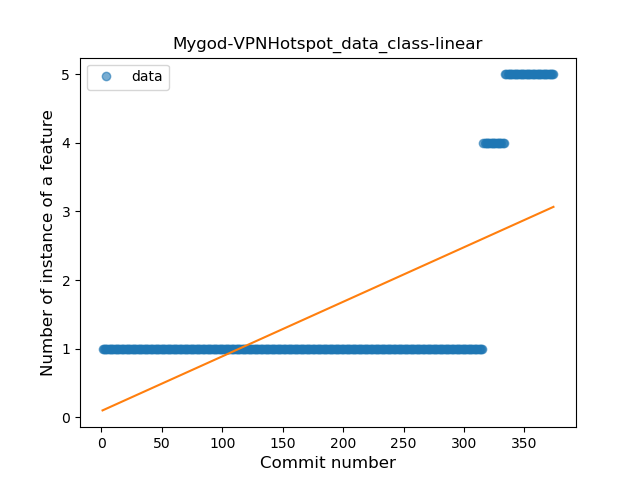 Mygod-VPNHotspot_data_class-linear
data
Number of instance of a feature
5
4
3
2
1
0
0 50 100 150 200 250 300 350
Commit number